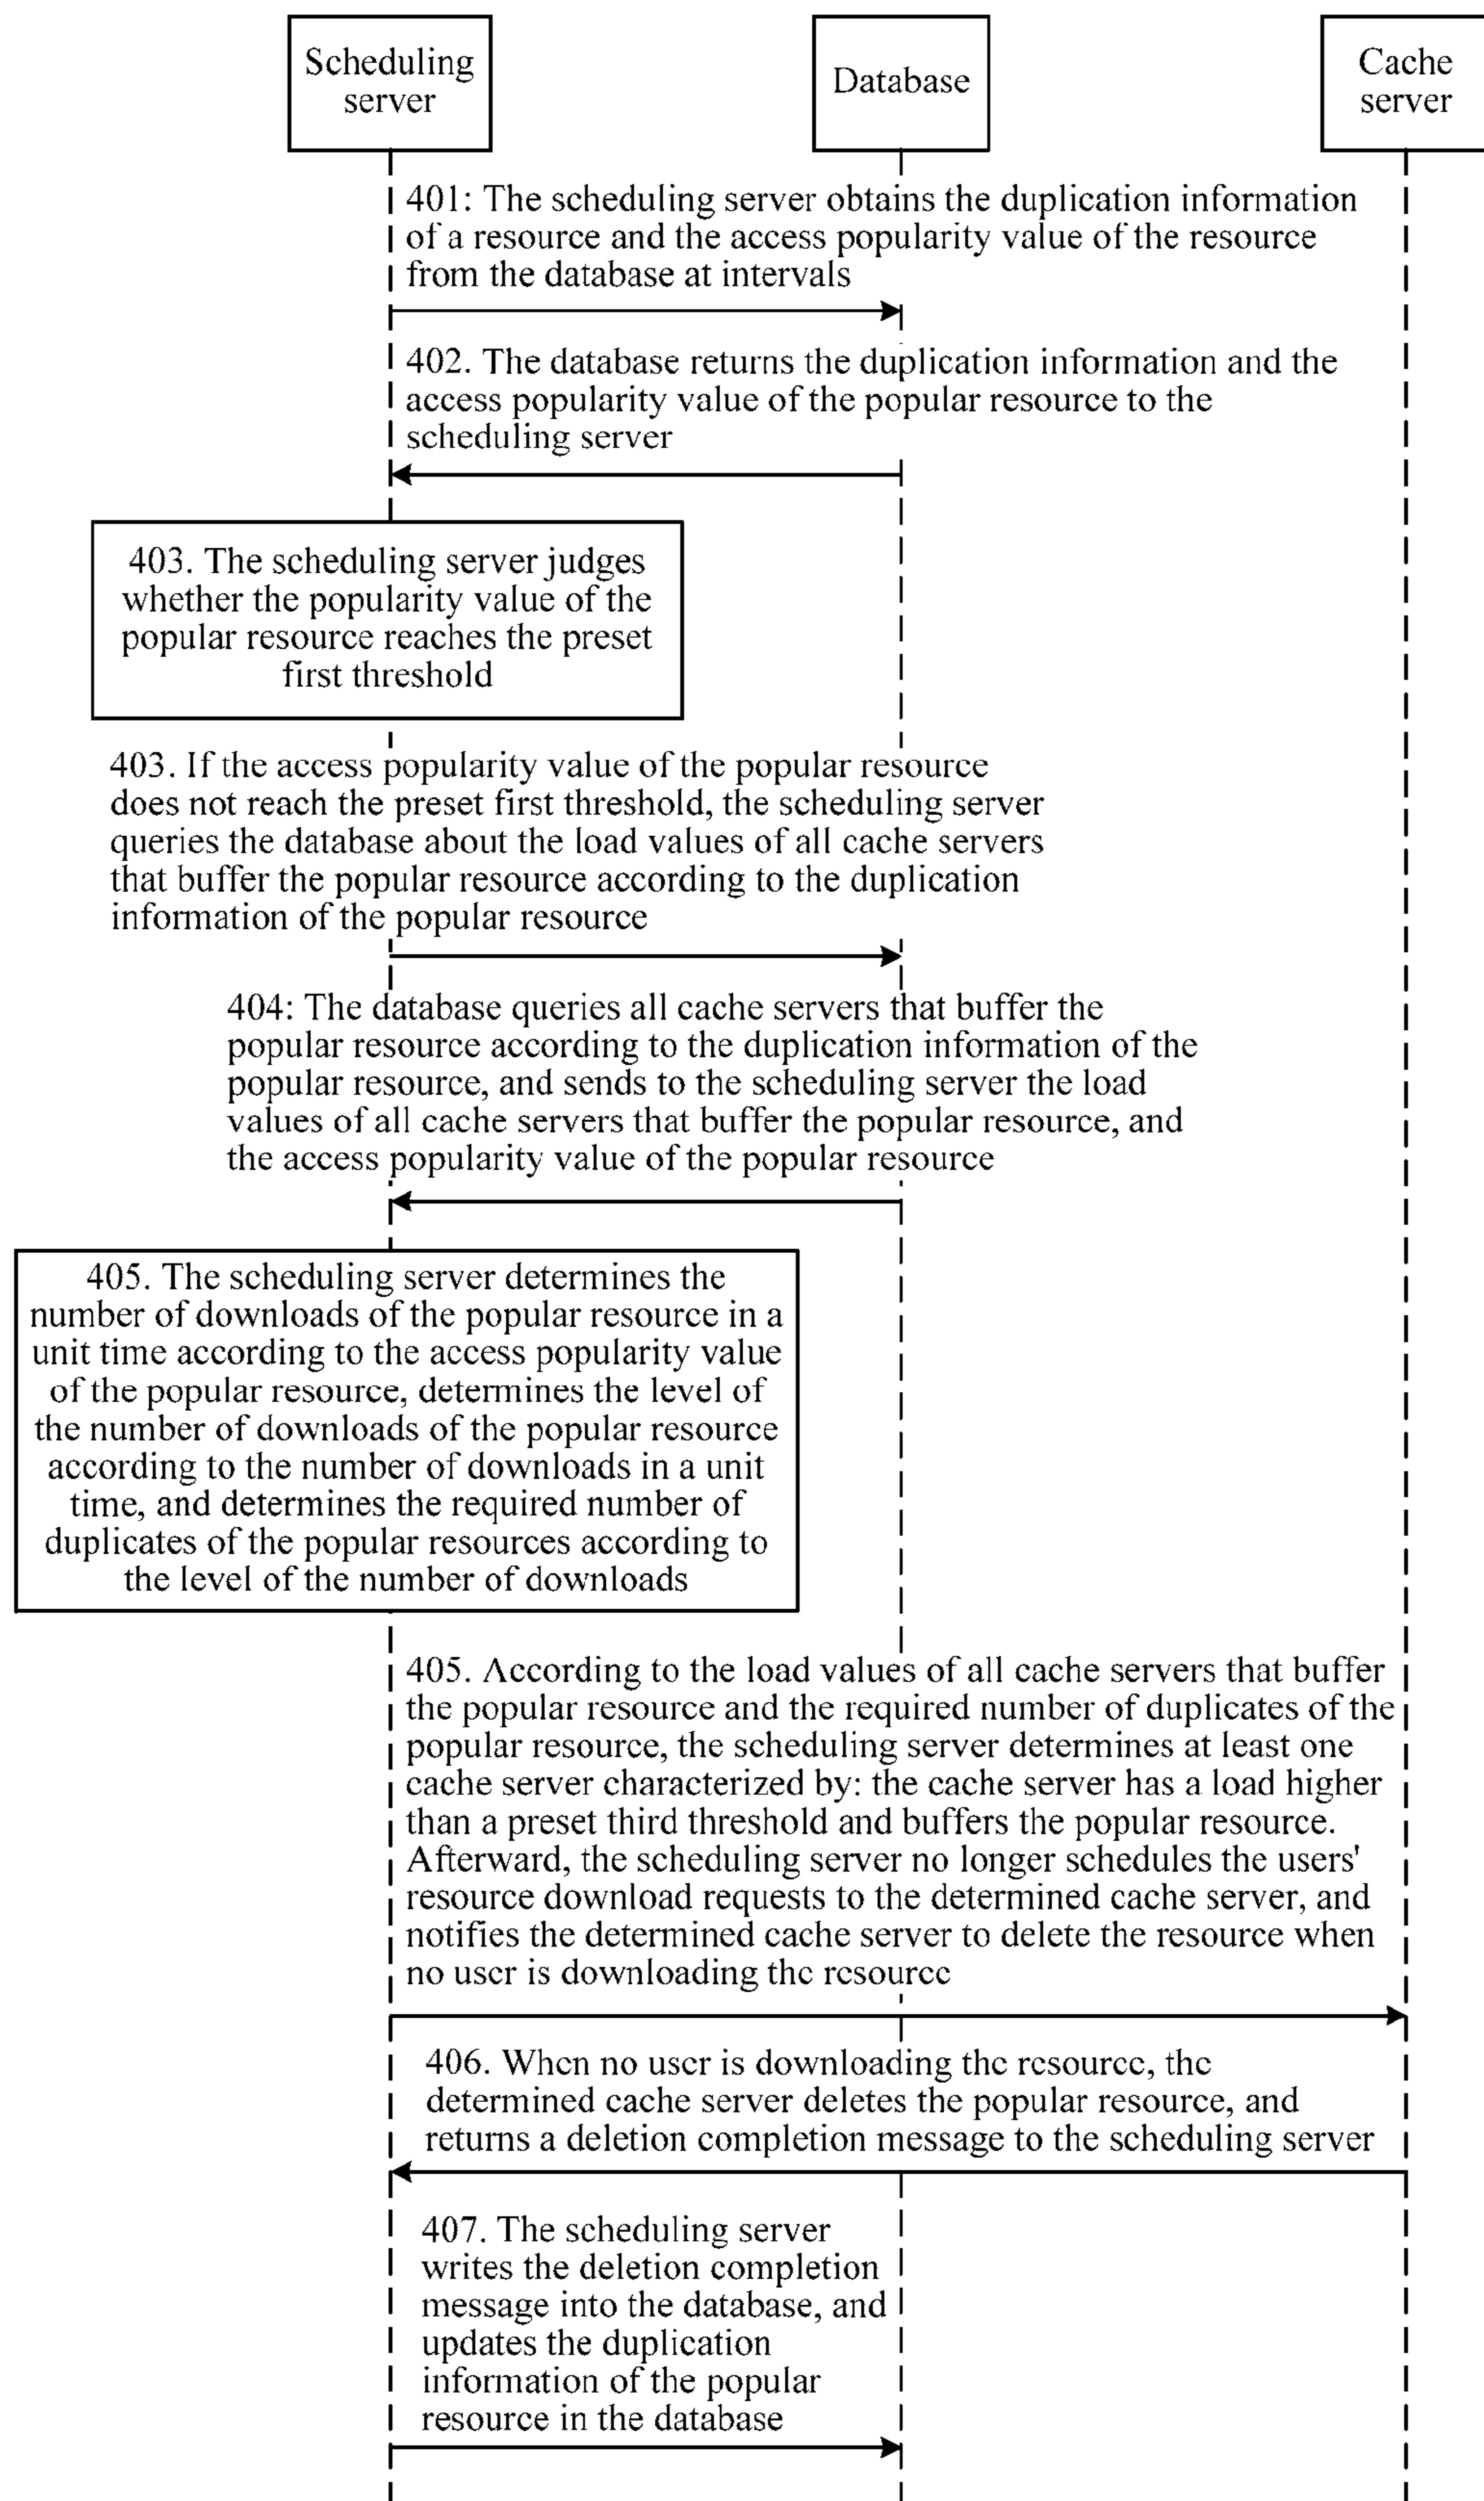 Scheduling
server
Database
Cache
server
401: The scheduling server obtains the duplication information
of a resource and the access popularity value of the resource
from the database at intervals
402. The database returns the duplication information and the
access popularity value of the popular resource to the
scheduling server
403. The scheduling server judges
whether the popularity value of the
popular resource reaches the preset
first threshold
403. If the access popularity value of the popular resource
does not reach the preset first threshold, the scheduling server
queries the database about the load values of all cache servers
that buffer the popular resource according to the duplication
information of the popular resource
404: The database queries all cache servers that buffer the
popular resource according to the duplication information of the
popular resource, and sends to the scheduling server the load
values of all cache servers that buffer the popular resource, and
the access popularity value of the popular resource
405. The scheduling server determines the
number of downloads of the popular resource in a
unit time according to the access popularity value
of the popular resource, determines the level of
the number of downloads of the popular resource
according to the number of downloads in a unit
time, and determines the required number of
duplicates of the popular resources according to
the level of the number of downloads
405. According to the load values of all cache servers that buffer
the popular resource and the required number of duplicates of the
popular resource, the scheduling server determines at least one
cache server characterized by: the cache server has a load higher
than a preset third threshold and buffers the popular resource.
Afterward, the scheduling server no longer schedules the users'
resource download requests to the determined cache server, and
notifies the determined cache server to delete the resource when
no user is downloading the resource
406. When no user is downloading the resource, the
determined cache server deletes the popular resource, and
returns a deletion completion message to the scheduling server
407. The scheduling server
writes the deletion completion
message into the database, and
updates the duplication
information of the popular
resource in the database